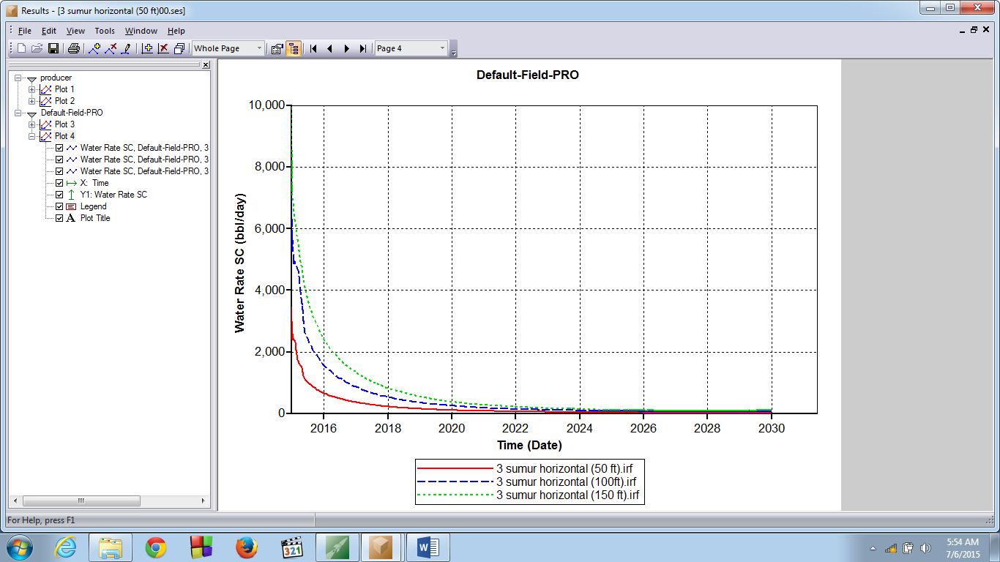 Results - [3 sumur horizontal (50 ft)00.ses]
File Edit View Tools Window Help
Whole Page
Page 4
producer
Plot 1
Plot 2
Default-Field-PRO
Plot 3
Plot 4
Water Rate SC, Default-Field-PRO, 3
Water Rate SC, Default-Field-PRO, 3
Water Rate SC, Default-Field-PRO, 3
X: Time
Y1: Water Rate SC
Legend
A Plot Title
Default-Field-PRO
10,000
8,000
6,000
4,000
2,000
0
Water Rate SC (bbl/day)
2016 2018 2020 2022 2024 2026 2028 2030
Time (Date)
3 sumur horizontal (50 ft).irf
3 sumur horizontal (100ft).irf
3 sumur horizontal (150 ft).irf
For Help, press F1
321
W
5:54 AM
7/6/2015